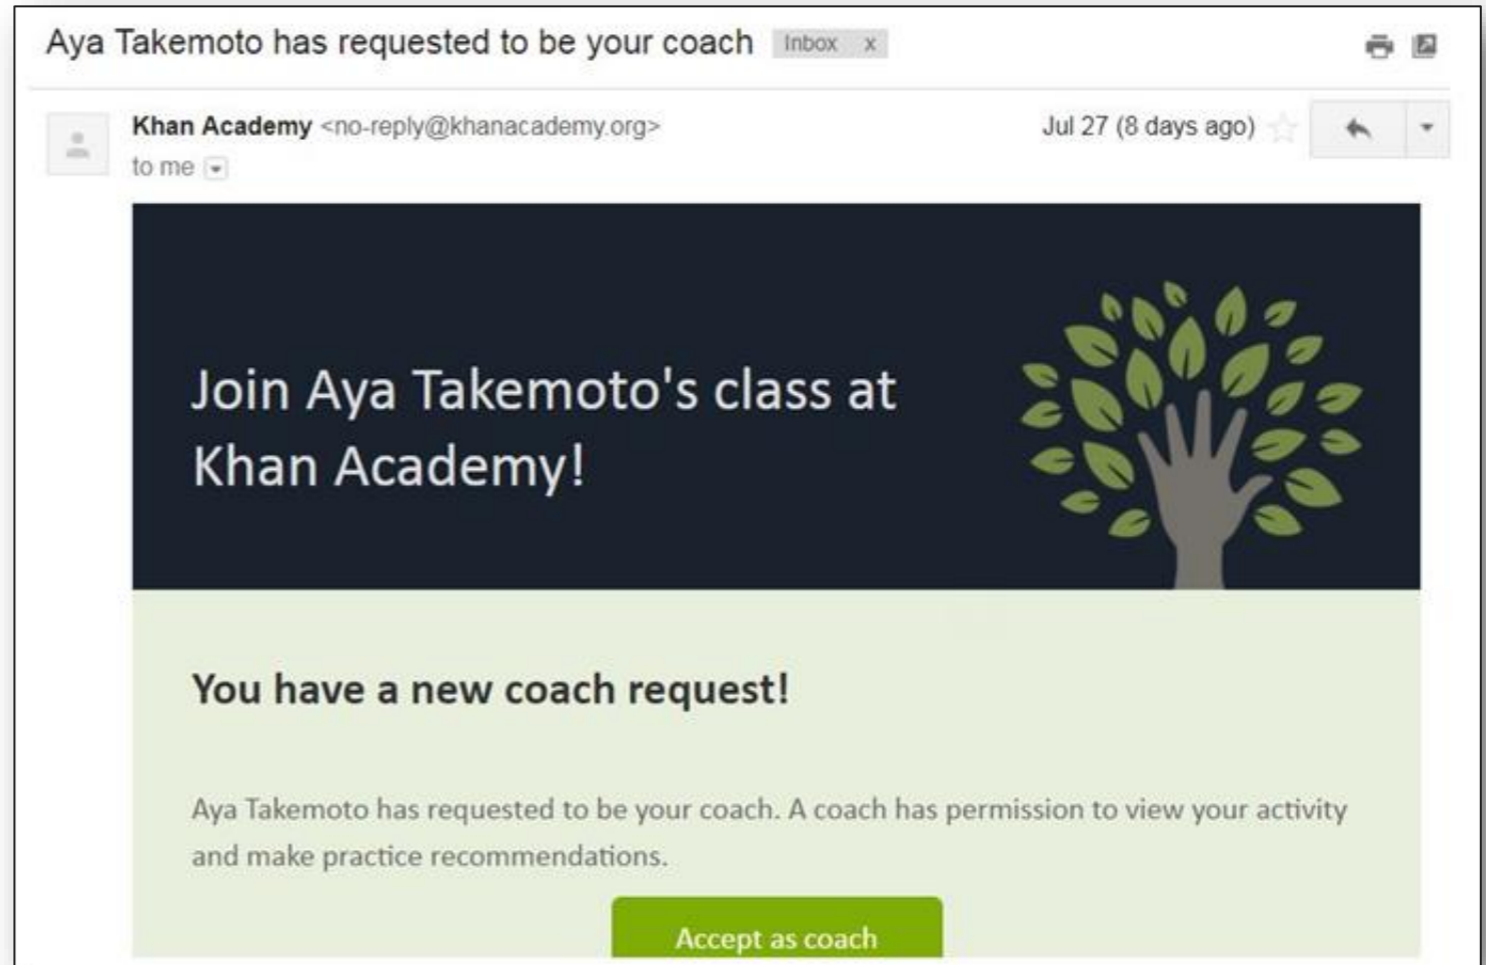 Aya Takemoto has requested to be your coach Inbox x
Khan Academy <no-reply@khanacademy.org> Jul 27 (8 days ago)
to me
Join Aya Takemoto's class at
Khan Academy!
You have a new coach request!
Aya Takemoto has requested to be your coach. A coach has permission to view your activity
and make practice recommendations.
Accept as coach